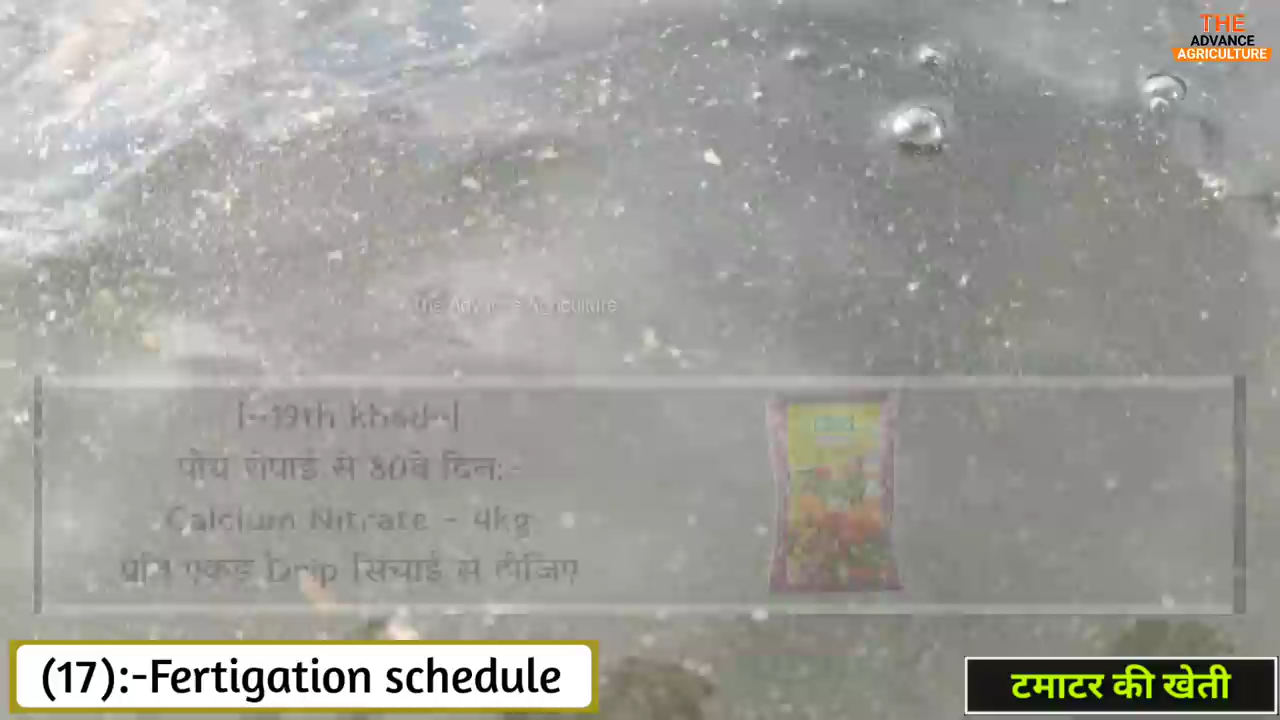 THE
ADVANCE
AGRICULTURE
The Advance Agriculture
[--19th khad--]
पौध रोपाई से 80वे दिन:-
Calcium Nitrate - 4kg
प्रति एकड़ Drip सिंचाई से दीजिए
(17):-Fertigation schedule
टमाटर की खेती